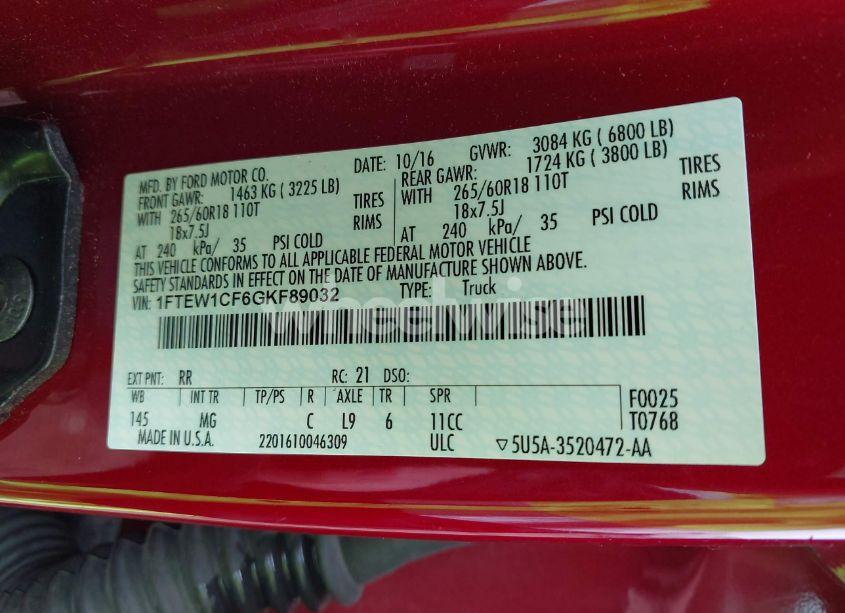 MFD. BY FORD MOTOR CO. DATE: 10/16 GVWR: 3084 KG ( 6800 LB)
FRONT GAWR: 1463 KG ( 3225 LB) REAR GAWR: 1724 KG ( 3800 LB)
WITH 265/60R18 110T TIRES WITH 265/60R18 110T TIRES
18x7.5J RIMS 18x7.5J RIMS
AT 240 kPa/ 35 PSI COLD AT 240 kPa/ 35 PSI COLD
THIS VEHICLE CONFORMS TO ALL APPLICABLE FEDERAL MOTOR VEHICLE
SAFETY STANDARDS IN EFFECT ON THE DATE OF MANUFACTURE SHOWN ABOVE.
VIN: 1FTEW1CF6GKF89032 TYPE: Truck
wheelwise
EXT PNT: RR RC: 21 DSO:
WB INT TR TP/PS R AXLE TR SPR F0025
145 MG C L9 6 11CC T0768
MADE IN U.S.A. 2201610046309 ULC ▽5U5A-3520472-AA